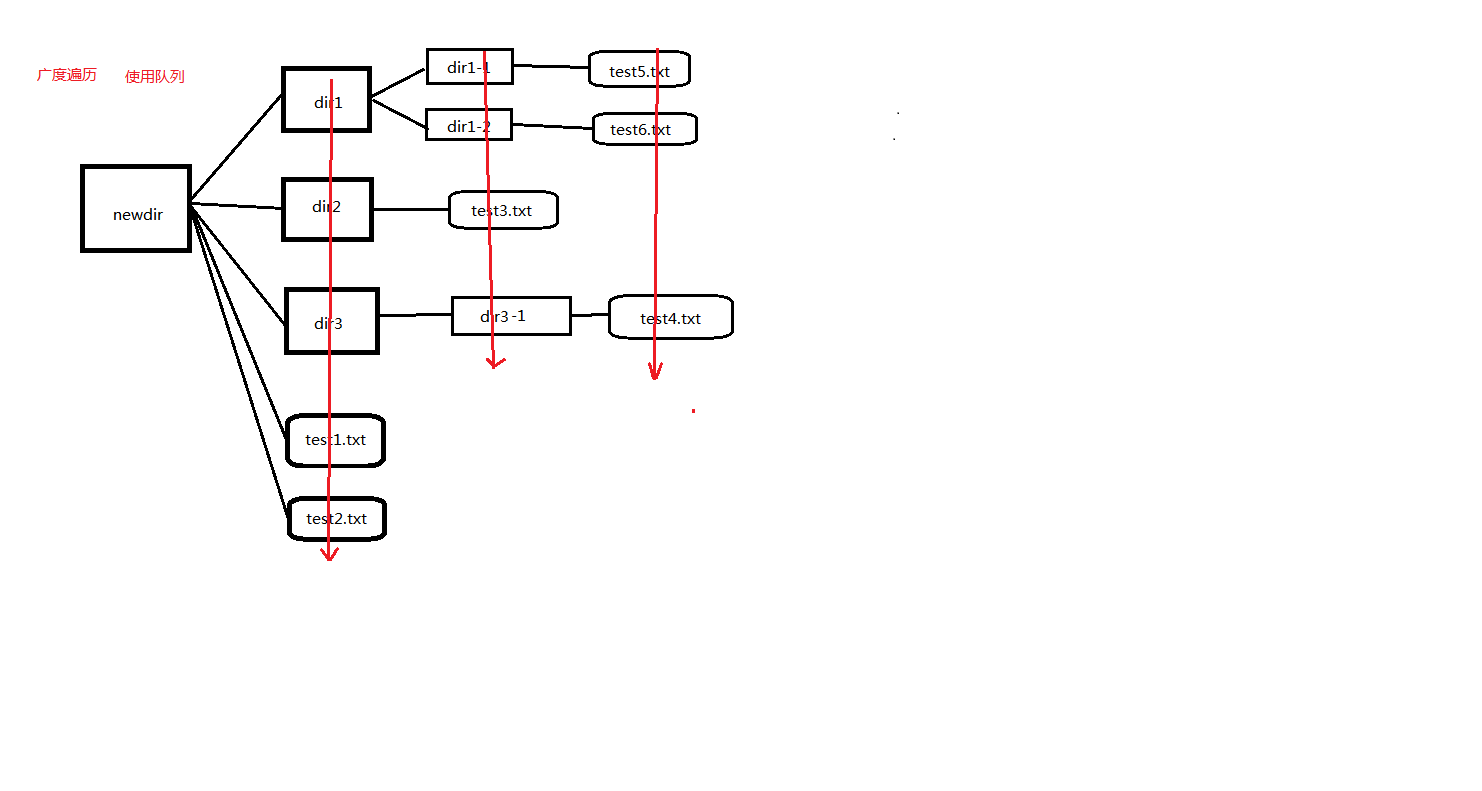 广度遍历 使用队列
newdir
dir1
dir1-1
test5.txt
dir1-2
test6.txt
dir2
test3.txt
dir3
dir3-1
test4.txt
test1.txt
test2.txt